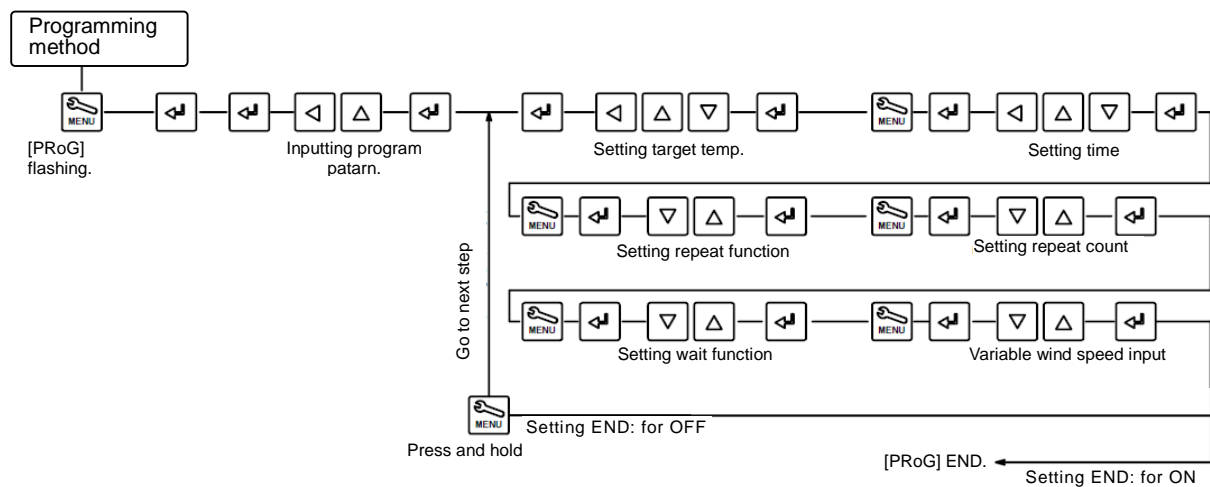 Programming
method
MENU
[PRoG]
flashing.
Inputting program
patarn.
Setting target temp.
MENU
Setting time
MENU
Setting repeat function
MENU
Setting repeat count
Go to next step
MENU
Setting wait function
MENU
Variable wind speed input
MENU
Press and hold
Setting END: for OFF
[PRoG] END.
Setting END: for ON